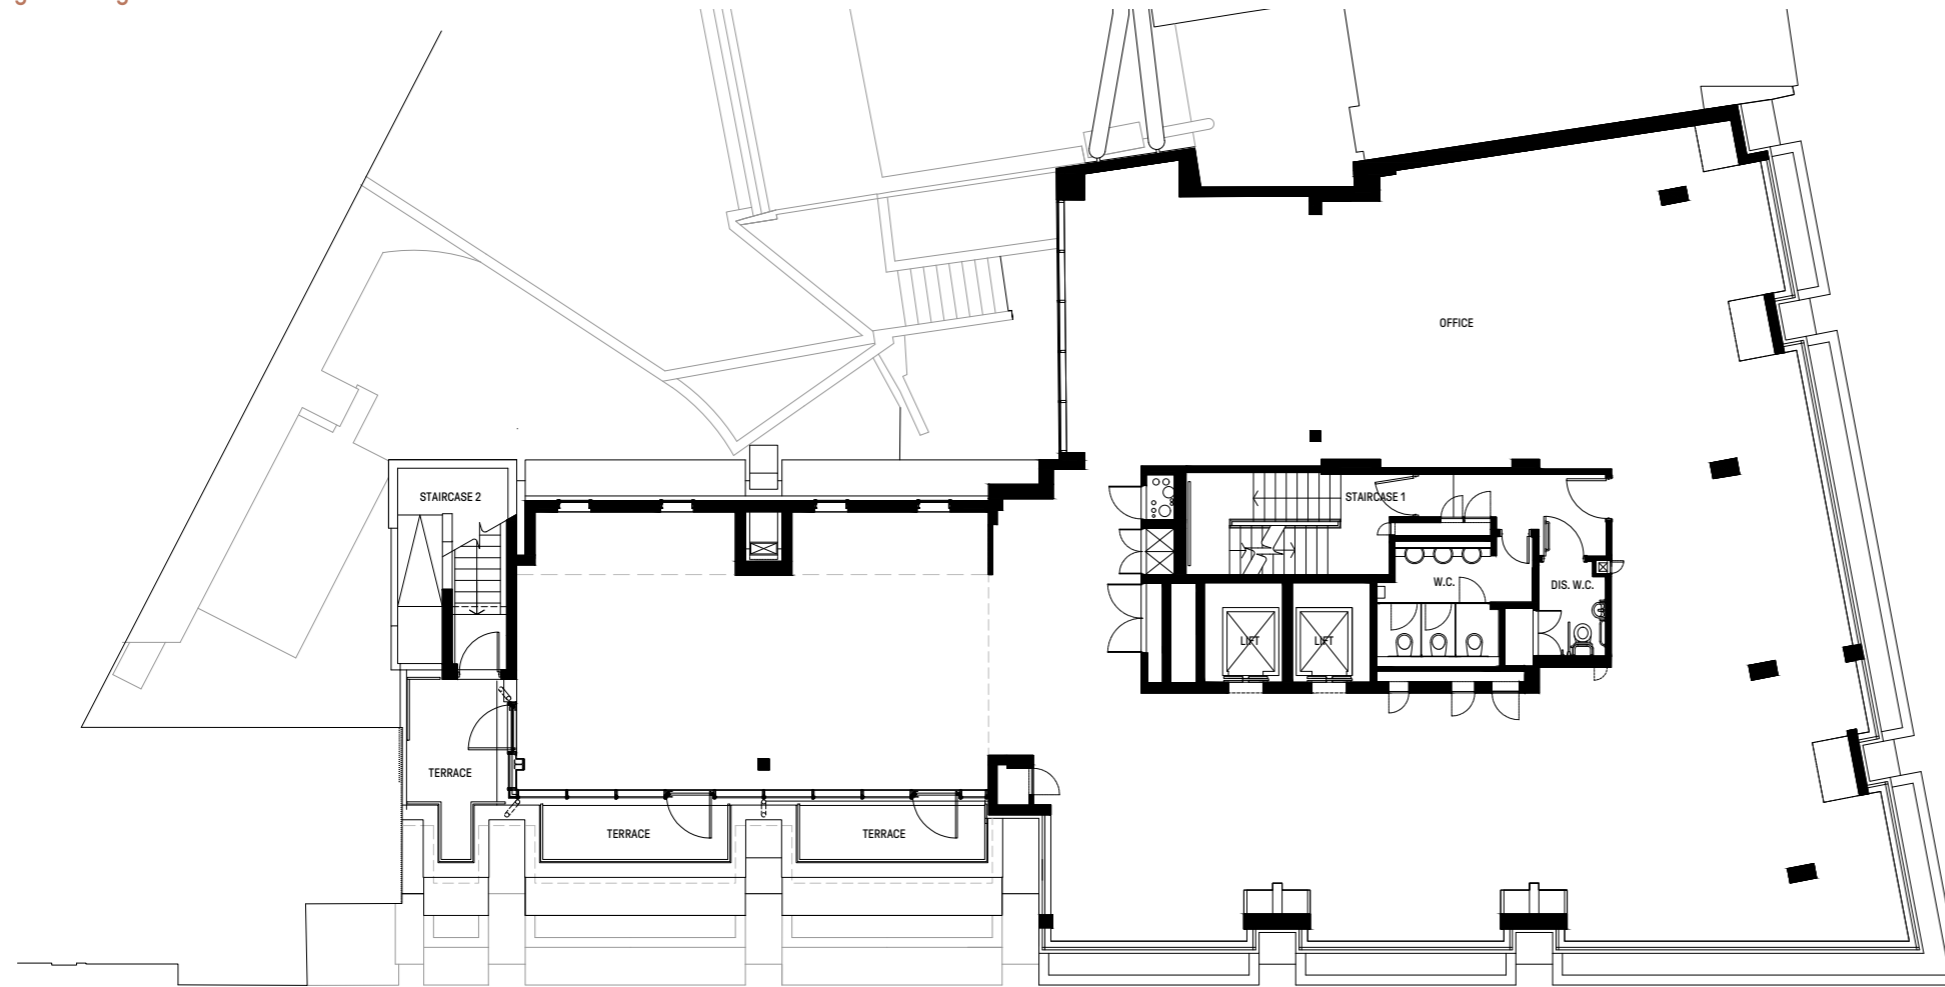 OFFICE
STAIRCASE 2
STAIRCASE 1
W.C.
DIS. W.C.
LIFT
LIFT
TERRACE
TERRACE
TERRACE